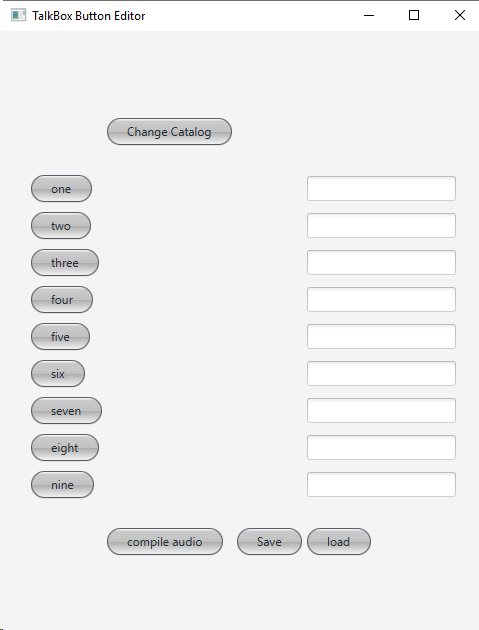 TalkBox Button Editor
Change Catalog
one
two
three
four
five
six
seven
eight
nine
compile audio Save load